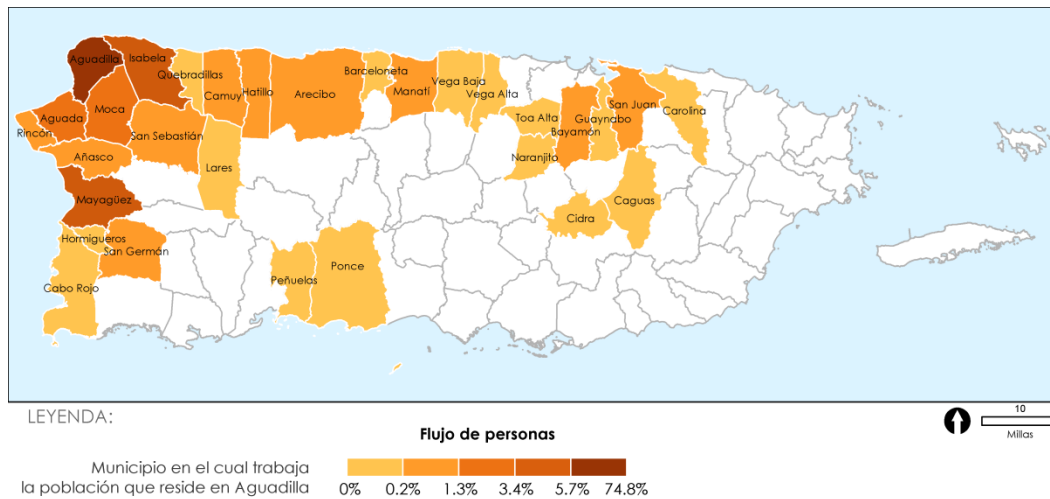 Aguadilla
Isabela
Quebradillas
Camuy
Hatillo
Arecibo
Barceloneta
Manatí
Vega Baja
Vega Alta
Toa Alta
Bayamón
Guaynabo
San Juan
Carolina
Naranjito
Aguada
Moca
Rincón
San Sebastián
Añasco
Lares
Mayagüez
Hormigueros
San Germán
Cabo Rojo
Peñuelas
Ponce
Cidra
Caguas
LEYENDA:
10
Millas
Flujo de personas
Municipio en el cual trabaja
la población que reside en Aguadilla
0% 0.2% 1.3% 3.4% 5.7% 74.8%